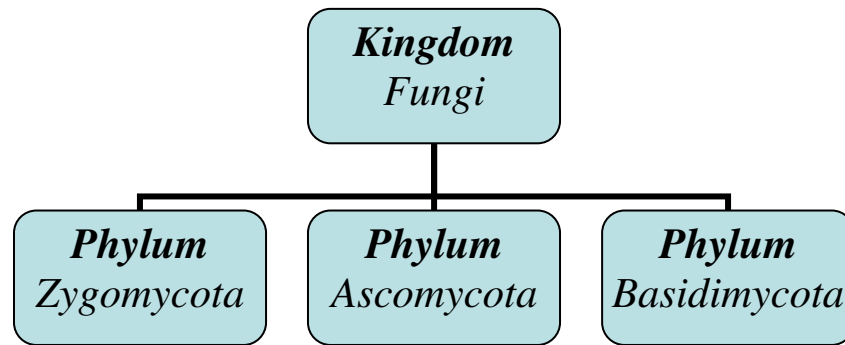 Kingdom
Fungi
Phylum
Zygomycota
Phylum
Ascomycota
Phylum
Basidimycota